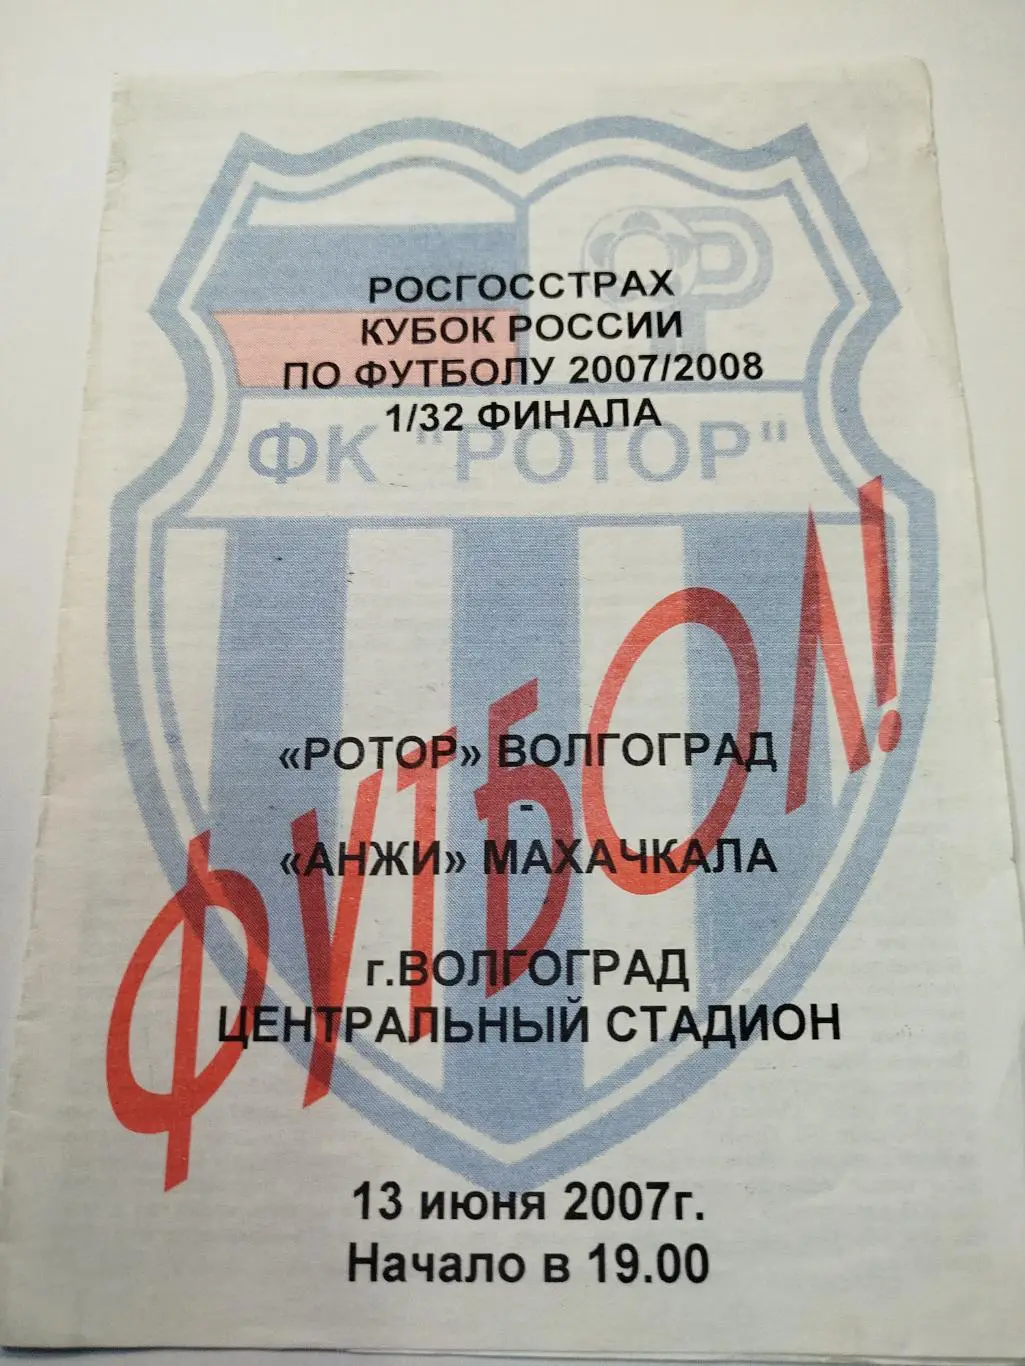 РОСГОССТРАХ
КУБОК РОССИИ
ПО ФУТБОЛУ 2007/2008
1/32 ФИНАЛА
ФК "РОТОР"
ФУТБОЛ!
«РОТОР» ВОЛГОГРАД
-
«АНЖИ» МАХАЧКАЛА
г.ВОЛГОГРАД
ЦЕНТРАЛЬНЫЙ СТАДИОН
13 июня 2007г.
Начало в 19.00